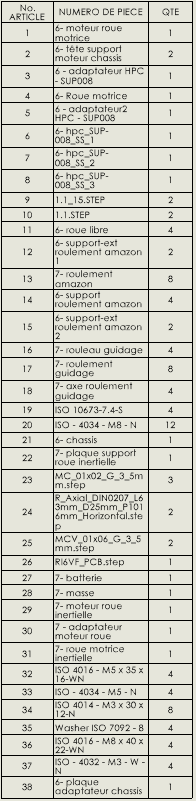 No. ARTICLE NUMERO DE PIECE QTE
1 6- moteur roue motrice 1
2 6- tête support moteur chassis 2
3 6 - adaptateur HPC - SUP008 1
4 6- Roue motrice 1
5 6 - adaptateur2 HPC - SUP008 1
6 6- hpc_SUP-008_SS_1 1
7 6- hpc_SUP-008_SS_2 1
8 6- hpc_SUP-008_SS_3 1
9 1.1_15.STEP 2
10 1.1.STEP 2
11 6- roue libre 4
12 6- support-ext roulement amazon 1 2
13 7- roulement amazon 8
14 6- support roulement amazon 4
15 6- support-ext roulement amazon 2 2
16 7- rouleau guidage 4
17 7- roulement guidage 8
18 7- axe roulement guidage 4
19 ISO 10673-7.4-S 4
20 ISO - 4034 - M8 - N 12
21 6- chassis 1
22 7- plaque support roue inertielle 1
23 MC_01x02_G_3_5mm.step 3
24 R_Axial_DIN0207_L63mm_D25mm_P1016mm_Horizontal.step 2
25 MCV_01x06_G_3_5mm.step 2
26 RI6VF_PCB.step 1
27 7- batterie 1
28 7- masse 1
29 7- moteur roue inertielle 1
30 7 - adaptateur moteur roue 1
31 7- roue motrice inertielle 1
32 ISO 4016 - M5 x 35 x 16-WN 4
33 ISO - 4034 - M5 - N 4
34 ISO 4014 - M3 x 30 x 12-N 8
35 Washer ISO 7092 - 8 4
36 ISO 4016 - M8 x 40 x 22-WN 4
37 ISO - 4032 - M3 - W - N 4
38 6- plaque adaptateur chassis 1